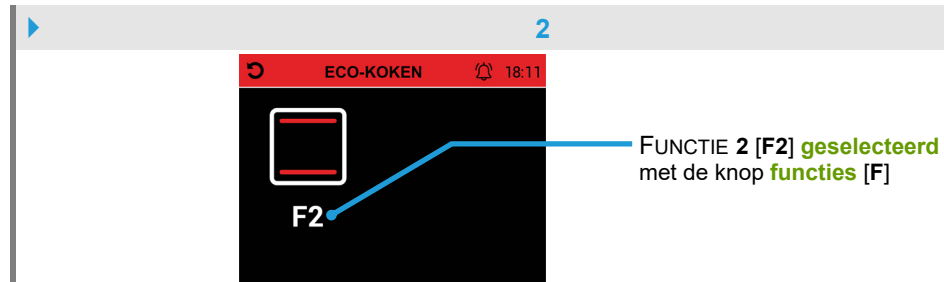 2
ECO-KOKEN 18:11
FUNCTIE 2 [F2] geselecteerd
met de knop functies [F]
F2